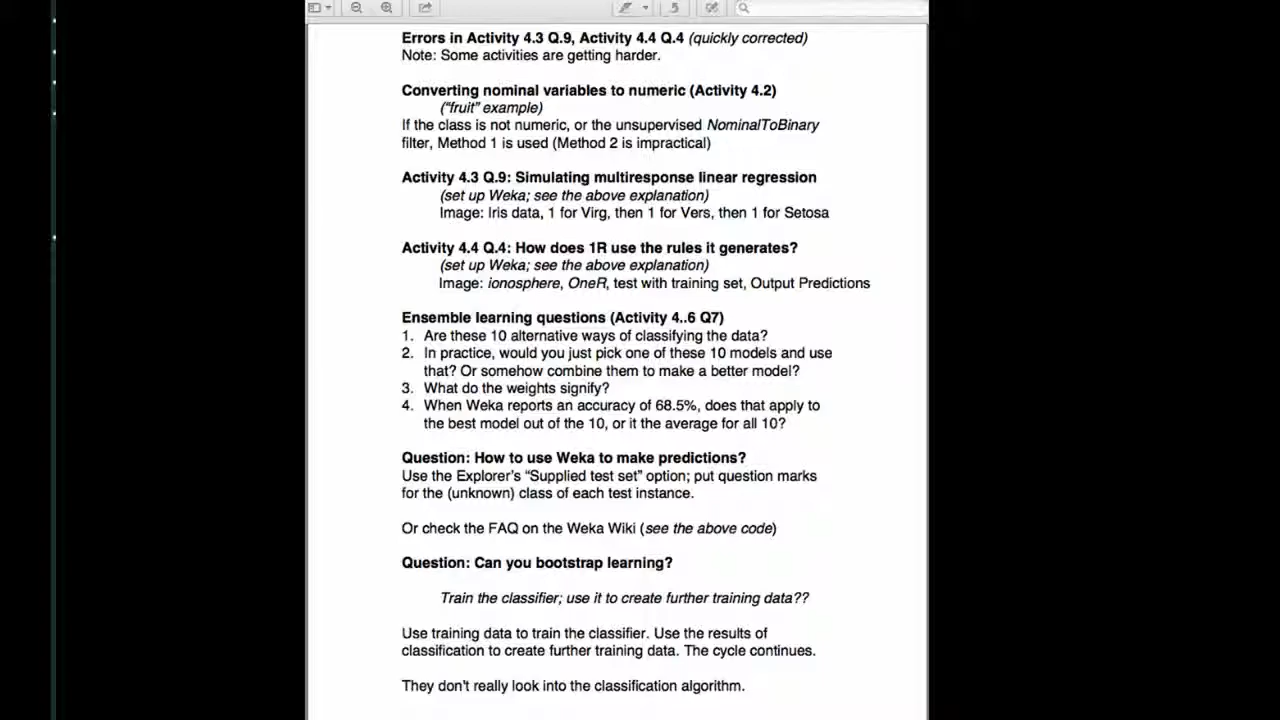 Errors in Activity 4.3 Q.9, Activity 4.4 Q.4 (quickly corrected)
Note: Some activities are getting harder.
Converting nominal variables to numeric (Activity 4.2)
("fruit" example)
If the class is not numeric, or the unsupervised NominalToBinary
filter, Method 1 is used (Method 2 is impractical)
Activity 4.3 Q.9: Simulating multiresponse linear regression
(set up Weka; see the above explanation)
Image: Iris data, 1 for Virg, then 1 for Vers, then 1 for Setosa
Activity 4.4 Q.4: How does 1R use the rules it generates?
(set up Weka; see the above explanation)
Image: ionosphere, OneR, test with training set, Output Predictions
Ensemble learning questions (Activity 4..6 Q7)
1. Are these 10 alternative ways of classifying the data?
2. In practice, would you just pick one of these 10 models and use
that? Or somehow combine them to make a better model?
3. What do the weights signify?
4. When Weka reports an accuracy of 68.5%, does that apply to
the best model out of the 10, or it the average for all 10?
Question: How to use Weka to make predictions?
Use the Explorer's "Supplied test set" option; put question marks
for the (unknown) class of each test instance.
Or check the FAQ on the Weka Wiki (see the above code)
Question: Can you bootstrap learning?
Train the classifier; use it to create further training data??
Use training data to train the classifier. Use the results of
classification to create further training data. The cycle continues.
They don't really look into the classification algorithm.